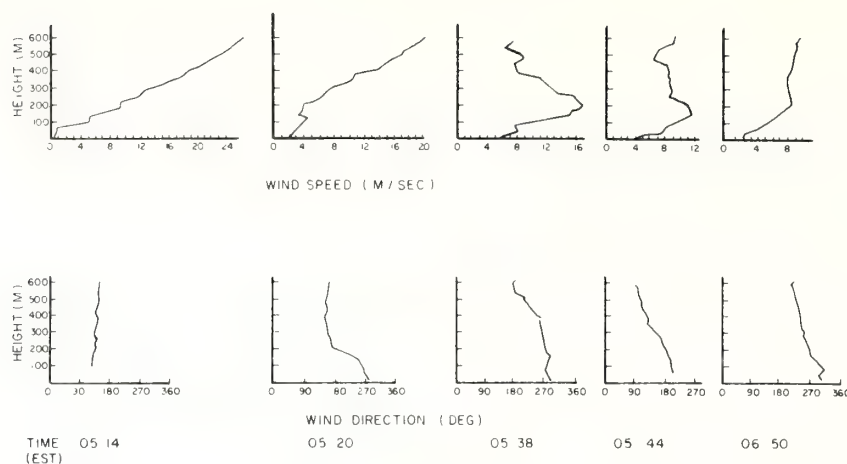 HEIGHT (M)
600
500
400
300
200
100
0 4 8 12 16 20 24 0 4 8 12 16 20 0 4 8 12 16 0 4 8 12 0 4 8
WIND SPEED (M/SEC)
HEIGHT (M)
600
500
400
300
200
100
0 90 180 270 360 0 90 180 270 360 0 90 180 270 360 0 90 180 270 0 90 180 270 360
WIND DIRECTION (DEG)
TIME 05 14 05 20 05 38 05 44 06 50
(EST)